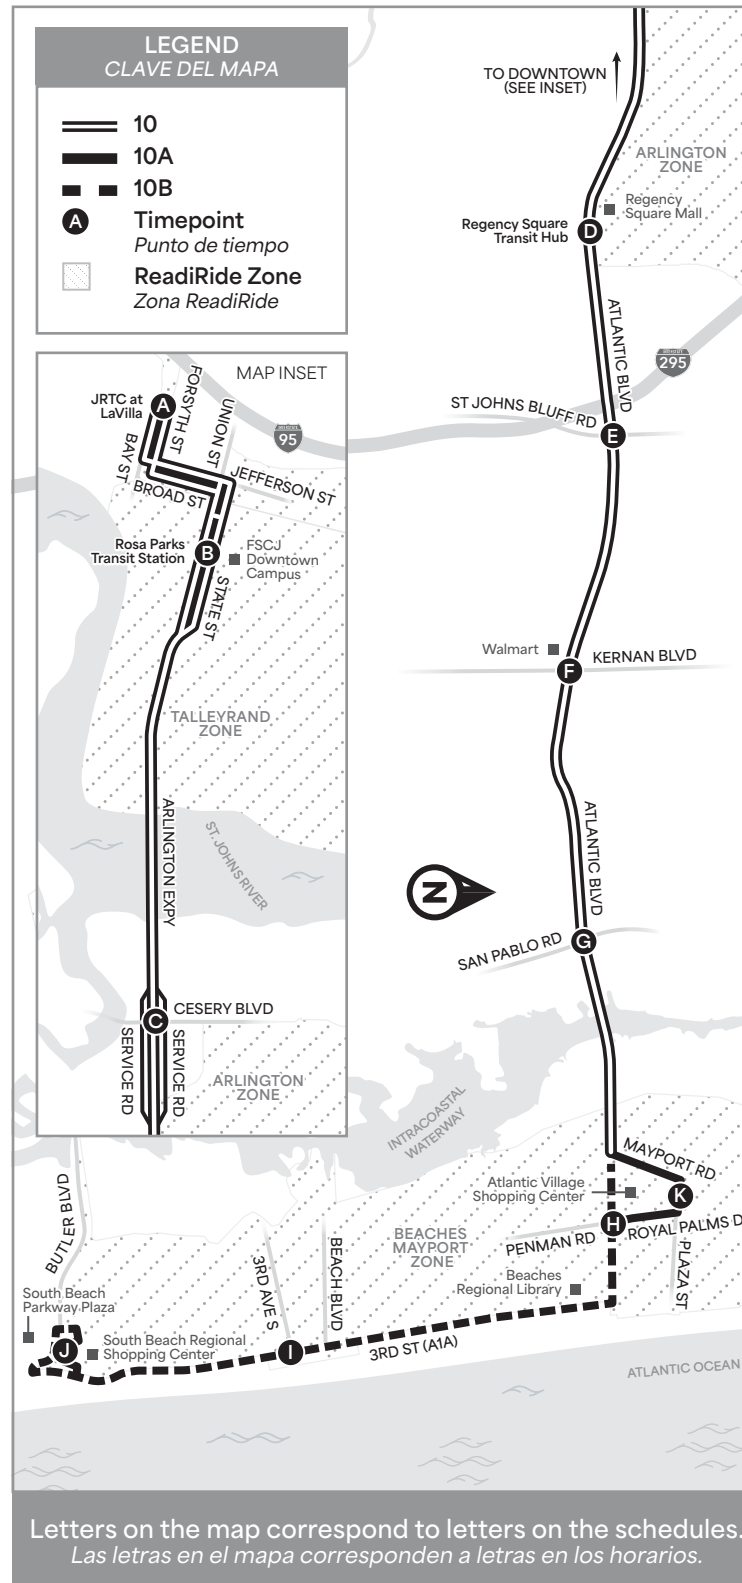 LEGEND
CLAVE DEL MAPA
10
10A
10B
A
Timepoint
Punto de tiempo
ReadiRide Zone
Zona ReadiRide
TO DOWNTOWN
(SEE INSET)
ARLINGTON
ZONE
Regency
Square Mall
Regency Square
Transit Hub
D
ATLANTIC BLVD
295
ST JOHNS BLUFF RD
E
MAP INSET
JRTC at
LaVilla
A
FORSYTH ST
UNION ST
95
BAY ST
BROAD ST
JEFFERSON ST
Rosa Parks
Transit Station
B
FSCJ
Downtown
Campus
STATE ST
TALLEYRAND
ZONE
ARLINGTON EXPY
ST. JOHNS RIVER
C
CESERY BLVD
SERVICE RD
SERVICE RD
ARLINGTON
ZONE
Walmart
F
KERNAN BLVD
ATLANTIC BLVD
N
SAN PABLO RD
G
INTRACOASTAL
WATERWAY
MAYPORT RD
Atlantic Village
Shopping Center
K
H
PENMAN RD
ROYAL PALMS D
PLAZA ST
BEACHES
MAYPORT
ZONE
Beaches
Regional Library
BUTLER BLVD
3RD AVE S
BEACH BLVD
South Beach
Parkway Plaza
J
South Beach Regional
Shopping Center
I
3RD ST (A1A)
ATLANTIC OCEAN
Letters on the map correspond to letters on the schedules.
Las letras en el mapa corresponden a letras en los horarios.